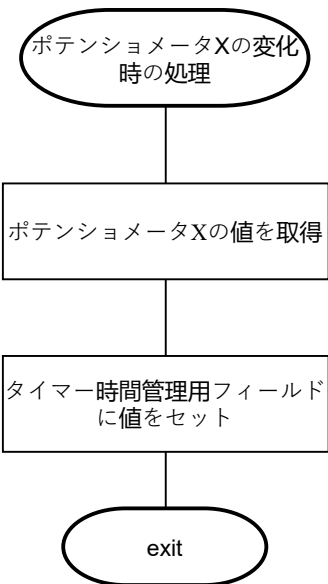 ポテンショメータXの変化
時の処理
ポテンショメータXの値を取得
タイマー時間管理用フィールド
に値をセット
exit